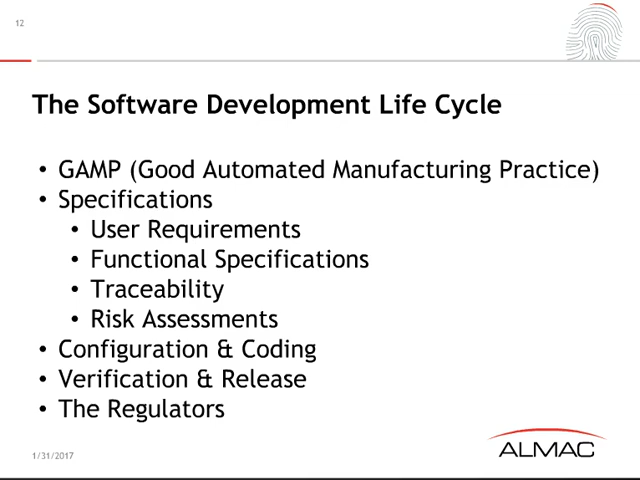 12
The Software Development Life Cycle
• GAMP (Good Automated Manufacturing Practice)
• Specifications
• User Requirements
• Functional Specifications
• Traceability
• Risk Assessments
• Configuration & Coding
• Verification & Release
• The Regulators
1/31/2017
ALMAC